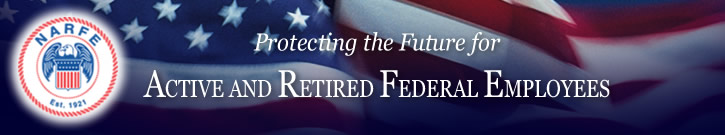 NARFE
Est. 1921
Protecting the Future for
ACTIVE AND RETIRED FEDERAL EMPLOYEES